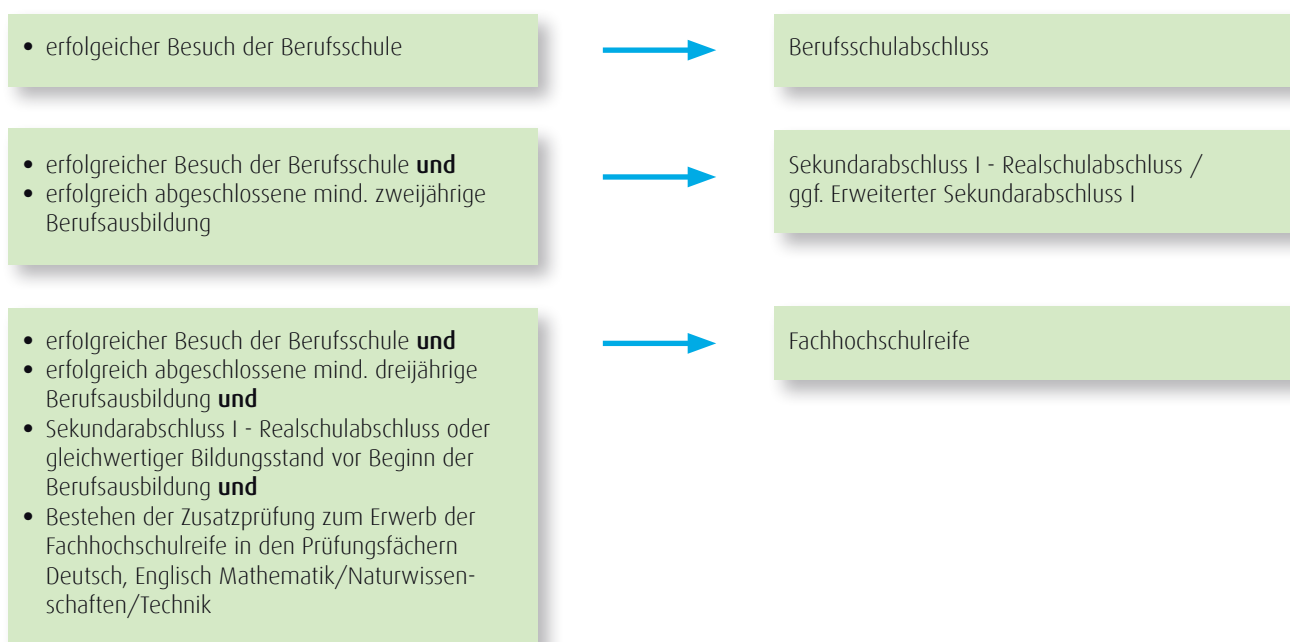 • erfolgeicher Besuch der Berufsschule
Berufsschulabschluss
• erfolgreicher Besuch der Berufsschule und
• erfolgreich abgeschlossene mind. zweijährige
Berufsausbildung
Sekundarabschluss I - Realschulabschluss /
ggf. Erweiterter Sekundarabschluss I
• erfolgreicher Besuch der Berufsschule und
• erfolgreich abgeschlossene mind. dreijährige
Berufsausbildung und
• Sekundarabschluss I - Realschulabschluss oder
gleichwertiger Bildungsstand vor Beginn der
Berufsausbildung und
• Bestehen der Zusatzprüfung zum Erwerb der
Fachhochschulreife in den Prüfungsfächern
Deutsch, Englisch Mathematik/Naturwissen-
schaften/Technik
Fachhochschulreife